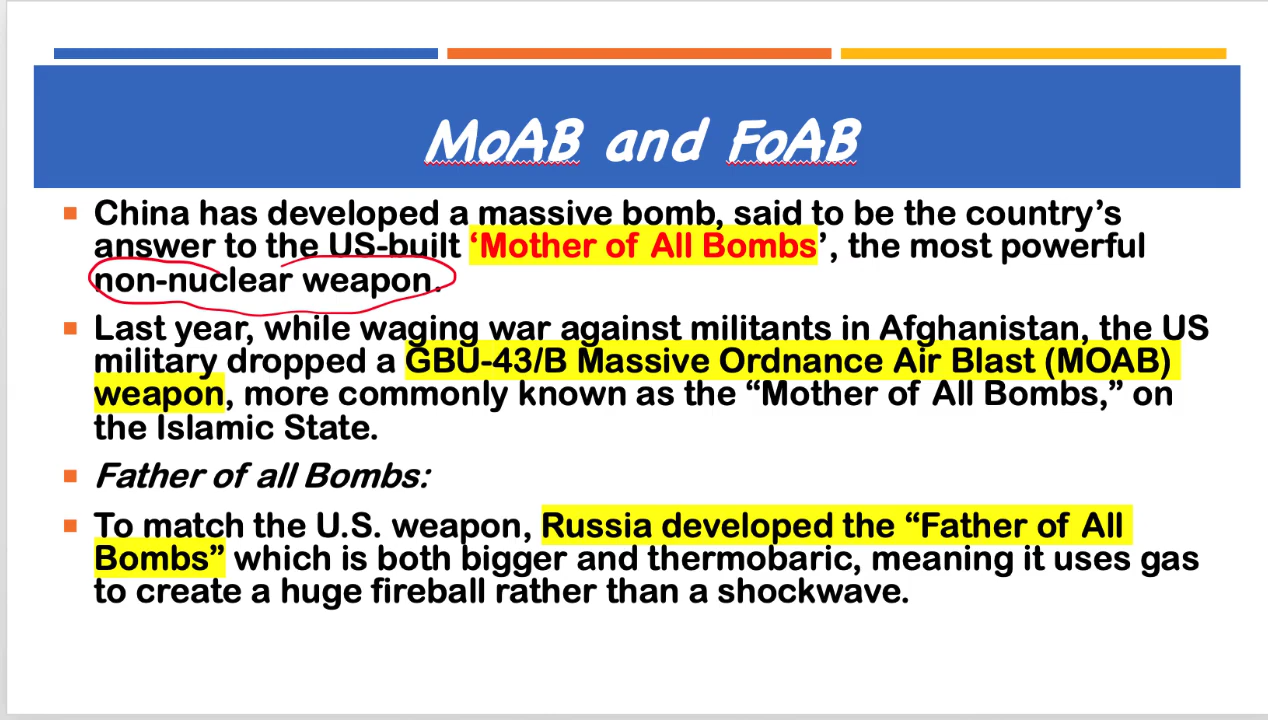 MoAB and FoAB
China has developed a massive bomb, said to be the country’s
answer to the US-built ‘Mother of All Bombs’, the most powerful
non-nuclear weapon.
Last year, while waging war against militants in Afghanistan, the US
military dropped a GBU-43/B Massive Ordnance Air Blast (MOAB)
weapon, more commonly known as the “Mother of All Bombs,” on
the Islamic State.
Father of all Bombs:
To match the U.S. weapon, Russia developed the “Father of All
Bombs” which is both bigger and thermobaric, meaning it uses gas
to create a huge fireball rather than a shockwave.